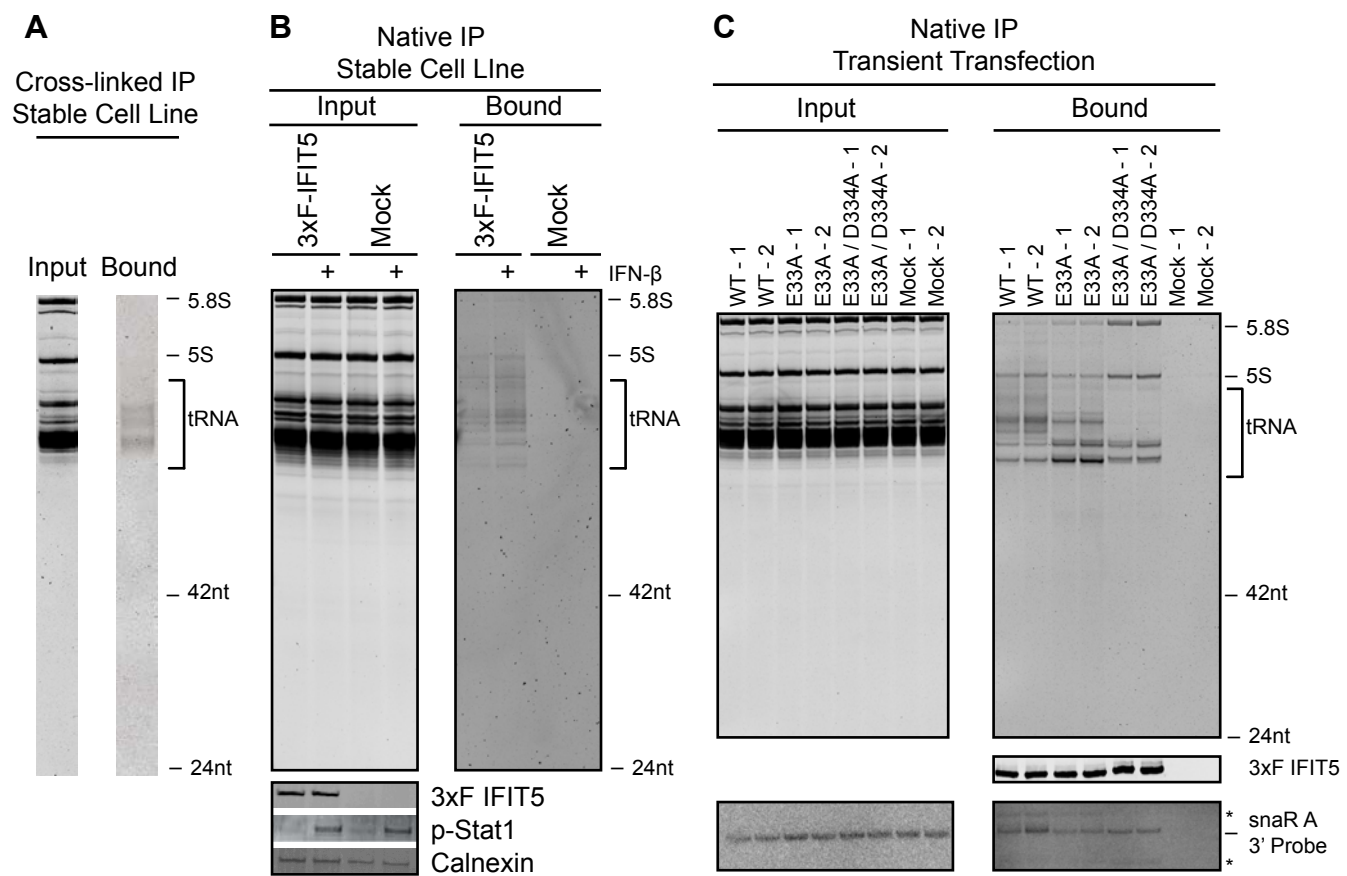 A
Cross-linked IP
Stable Cell Line
Input Bound
5.8S
5S
tRNA
42nt
24nt
B
Native IP
Stable Cell LIne
Input Bound
3xF-IFIT5 Mock 3xF-IFIT5 Mock
+ + + + IFN-β
5.8S
5S
tRNA
42nt
24nt
3xF IFIT5
p-Stat1
Calnexin
C
Native IP
Transient Transfection
Input Bound
WT - 1 WT - 2 E33A - 1 E33A - 2 E33A / D334A - 1 E33A / D334A - 2 Mock - 1 Mock - 2
WT - 1 WT - 2 E33A - 1 E33A - 2 E33A / D334A - 1 E33A / D334A - 2 Mock - 1 Mock - 2
5.8S
5S
tRNA
42nt
24nt
3xF IFIT5
* snaR A
3' Probe
*